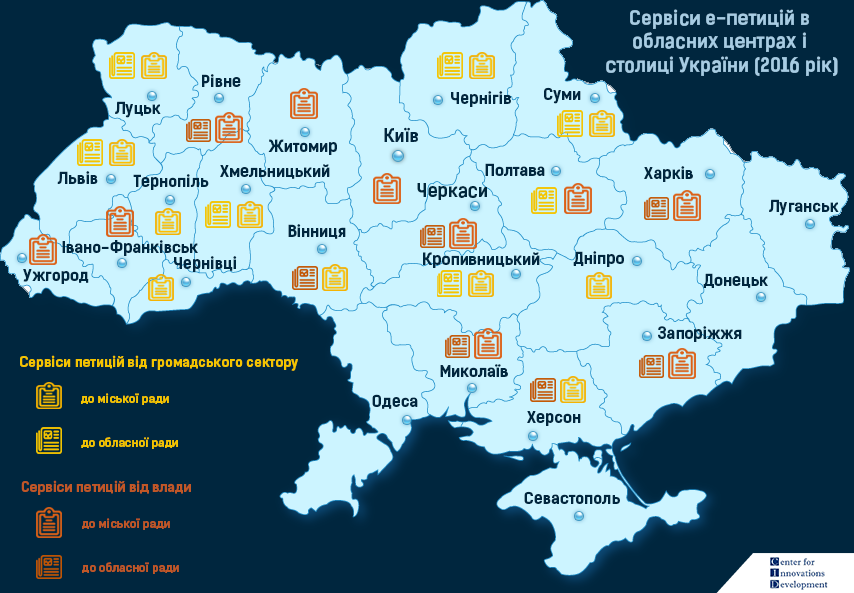 Сервіси е-петицій в
обласних центрах і
столиці України (2016 рік)
Луцьк
Рівне
Житомир
Київ
Чернігів
Суми
Львів
Тернопіль
Хмельницький
Вінниця
Черкаси
Полтава
Харків
Луганськ
Ужгород
Івано-Франківськ
Чернівці
Кропивницький
Дніпро
Донецьк
Запоріжжя
Миколаїв
Одеса
Херсон
Севастополь
Сервіси петицій від громадського сектору
до міської ради
до обласної ради
Сервіси петицій від влади
до міської ради
до обласної ради
Center for
Innovations
Development